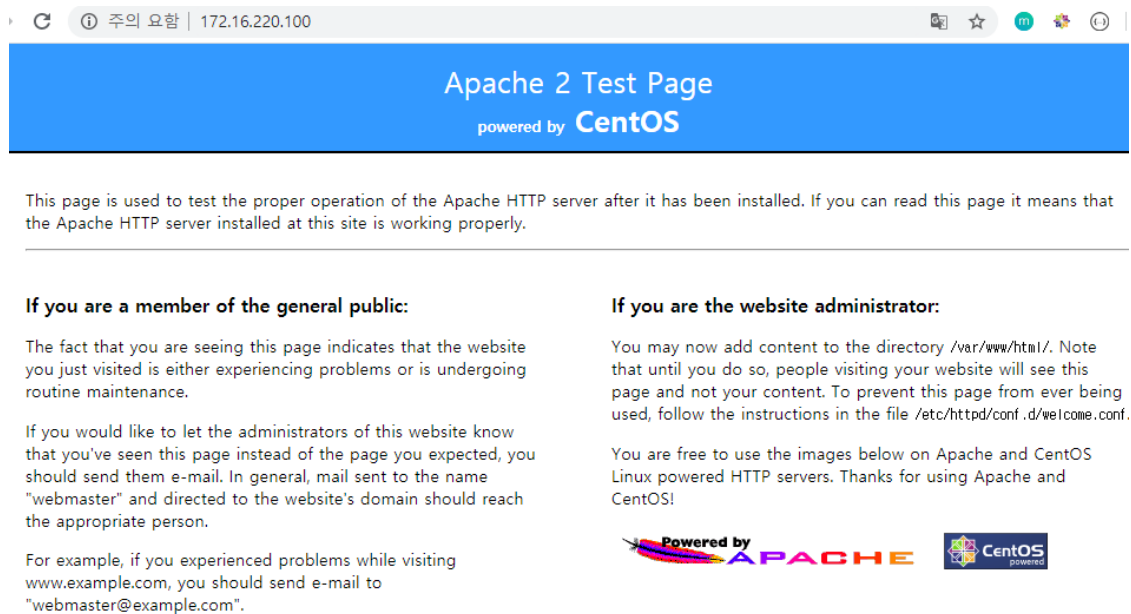 주의 요함 | 172.16.220.100
m
Apache 2 Test Page
powered by CentOS
This page is used to test the proper operation of the Apache HTTP server after it has been installed. If you can read this page it means that
the Apache HTTP server installed at this site is working properly.
If you are a member of the general public:
The fact that you are seeing this page indicates that the website
you just visited is either experiencing problems or is undergoing
routine maintenance.
If you would like to let the administrators of this website know
that you've seen this page instead of the page you expected, you
should send them e-mail. In general, mail sent to the name
"webmaster" and directed to the website's domain should reach
the appropriate person.
For example, if you experienced problems while visiting
www.example.com, you should send e-mail to
"webmaster@example.com".
If you are the website administrator:
You may now add content to the directory /var/www/html/. Note
that until you do so, people visiting your website will see this
page and not your content. To prevent this page from ever being
used, follow the instructions in the file /etc/httpd/conf.d/welcome.conf.
You are free to use the images below on Apache and CentOS
Linux powered HTTP servers. Thanks for using Apache and
CentOS!
Powered by
APACHE
CentOS
powered